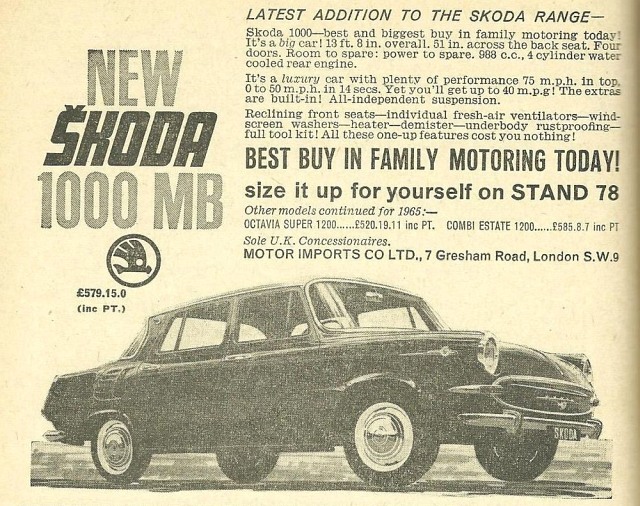 LATEST ADDITION TO THE SKODA RANGE—
Skoda 1000—best and biggest buy in family motoring today!
It's a big car! 13 ft. 8 in. overall. 51 in. across the back seat. Four
doors. Room to spare: power to spare. 988 c.c., 4 cylinder water
cooled rear engine.
It's a luxury car with plenty of performance 75 m.p.h. in top,
0 to 50 m.p.h. in 14 secs. Yet you'll get up to 40 m.p.g! The extras
are built-in! All-independent suspension.
Reclining front seats—individual fresh-air ventilators—wind-
screen washers—heater—demister—underbody rustproofing—
full tool kit! All these one-up features cost you nothing!
BEST BUY IN FAMILY MOTORING TODAY!
size it up for yourself on STAND 78
Other models continued for 1965:—
OCTAVIA SUPER 1200......£520.19.11 inc PT. COMBI ESTATE 1200......£585.8.7 inc PT
Sole U.K. Concessionaires.
MOTOR IMPORTS CO LTD., 7 Gresham Road, London S.W.9
NEW
ŠKODA
1000 MB
£579.15.0
(inc PT.)
SKODA